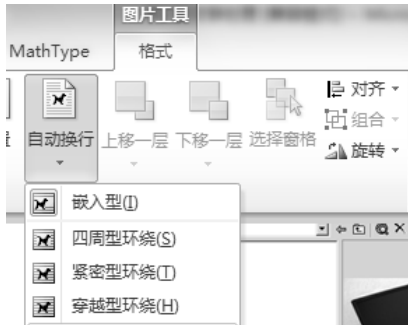 图片工具
MathType 格式
自动换行 上移一层 下移一层 选择窗格
对齐
组合
旋转
嵌入型(I)
四周型环绕(S)
紧密型环绕(T)
穿越型环绕(H)